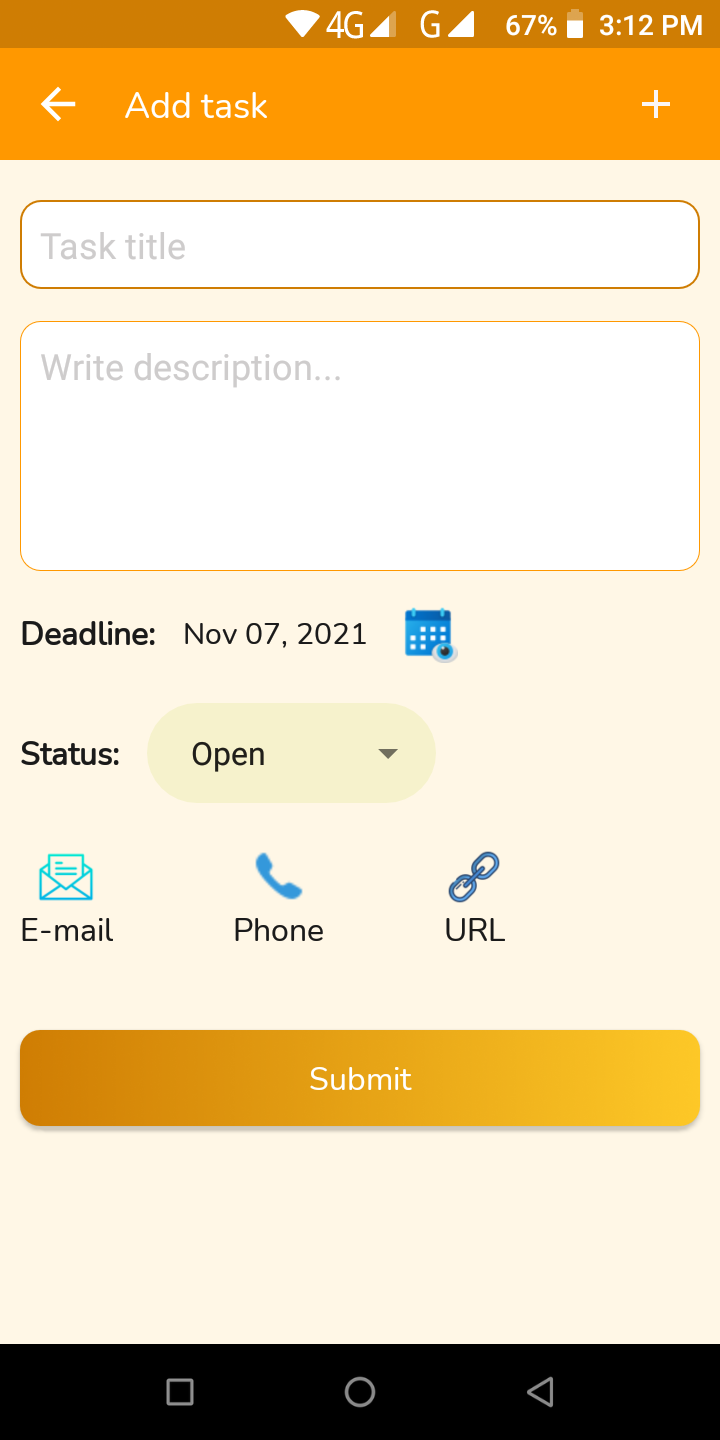 4G G 67% 3:12 PM
Add task
Task title
Write description...
Deadline: Nov 07, 2021
Status: Open
E-mail Phone URL
Submit